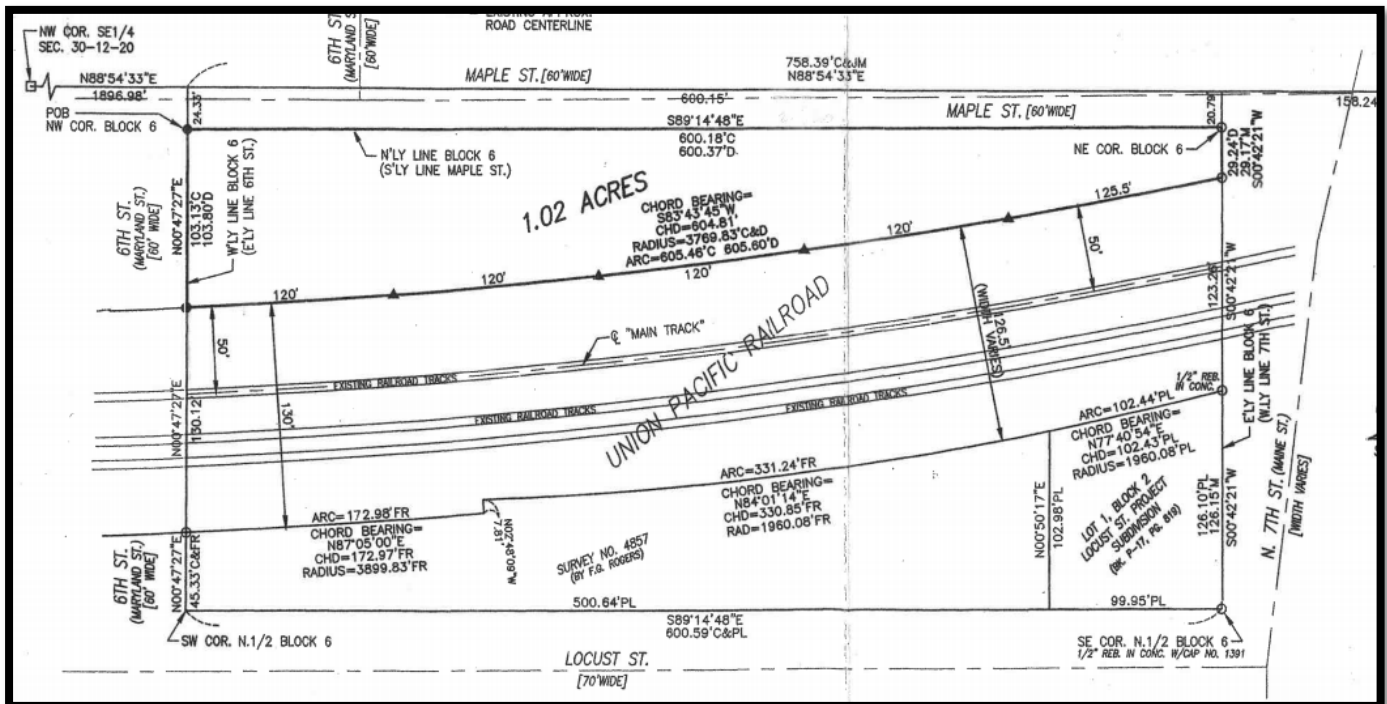 EXISTING APPROX.
ROAD CENTERLINE
NW COR. SE1/4
SEC. 30-12-20
6TH ST.
(MARYLAND S
[60'WIDE]
N88°54'33"E
1896.98'
MAPLE ST.[60'WIDE]
758.39'C&JM
N88°54'33"E
24.33'
600.15'
MAPLE ST.[60'WIDE]
20.79'
158.24
POB
NW COR. BLOCK 6
S89°14'48"E
600.18'C
600.37'D
N'LY LINE BLOCK 6
(S'LY LINE MAPLE ST.)
NE COR. BLOCK 6
29.24'D
29.17'M
S00°42'21"W
6TH ST.
(MARYLAND ST.)
[60' WIDE]
N00°47'27"E
103.13'C
103.80'D
W'LY LINE BLOCK 6
(E'LY LINE 6TH ST.)
1.02 ACRES
CHORD BEARING=
S83°43'45"W
CHD=604.81'
RADIUS=3769.83'C&D
ARC=605.46'C 605.60'D
125.5'
120'
120'
120'
120'
50'
50'
130'
126.5'
(WIDTH VARIES)
123.26'
S00°42'21"W
℄ "MAIN TRACK"
UNION PACIFIC RAILROAD
EXISTING RAILROAD TRACKS
EXISTING RAILROAD TRACKS
EXISTING RAILROAD TRACKS
N00°47'27"E
130.12'
1/2" REB.
IN CONC.
E'LY LINE BLOCK 6
(W.LY LINE 7TH ST.)
ARC=102.44'PL
CHORD BEARING=
N77°40'54"E
CHD=102.43'PL
RADIUS=1960.08'PL
ARC=331.24'FR
CHORD BEARING=
N84°01'14"E
CHD=330.85'FR
RAD=1960.08'FR
ARC=172.98'FR
CHORD BEARING=
N87°05'00"E
CHD=172.97'FR
RADIUS=3899.83'FR
N02°48'09"W
7.81'
SURVEY NO. 4857
(BY F.G. ROGERS)
N00°50'17"E
102.98'PL
LOT 1, BLOCK 2
LOCUST ST. PROJECT
SUBDIVISION
(BK. P-17, PG. 819)
126.10'PL
126.15'M
S00°42'21"W
N. 7TH ST. (MAINE ST.)
[WIDTH VARIES]
6TH ST.
(MARYLAND ST.)
[60' WIDE]
N00°47'27"E
45.33'C&FR
500.64'PL
99.95'PL
S89°14'48"E
600.59'C&PL
SW COR. N.1/2 BLOCK 6
SE COR. N.1/2 BLOCK 6
1/2" REB. IN CONC. W/CAP NO. 1391
LOCUST ST.
[70'WIDE]